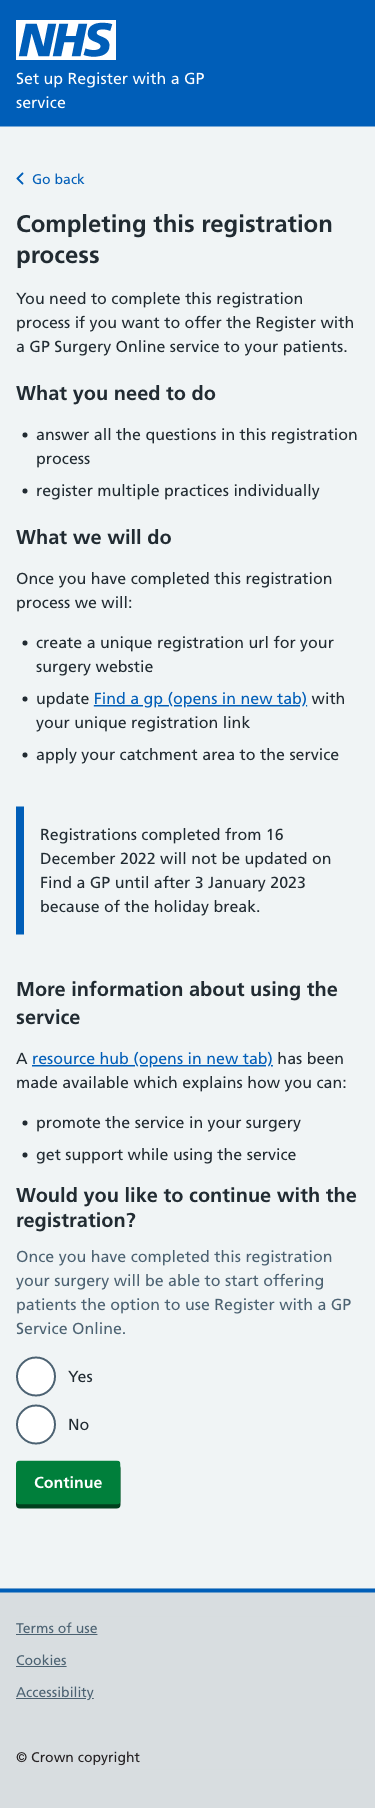 NHS
Set up Register with a GP
service
Go back
Completing this registration
process
You need to complete this registration
process if you want to offer the Register with
a GP Surgery Online service to your patients.
What you need to do
• answer all the questions in this registration
process
• register multiple practices individually
What we will do
Once you have completed this registration
process we will:
• create a unique registration url for your
surgery webstie
• update Find a gp (opens in new tab) with
your unique registration link
• apply your catchment area to the service
Registrations completed from 16
December 2022 will not be updated on
Find a GP until after 3 January 2023
because of the holiday break.
More information about using the
service
A resource hub (opens in new tab) has been
made available which explains how you can:
• promote the service in your surgery
• get support while using the service
Would you like to continue with the
registration?
Once you have completed this registration
your surgery will be able to start offering
patients the option to use Register with a GP
Service Online.
Yes
No
Continue
Terms of use
Cookies
Accessibility
© Crown copyright